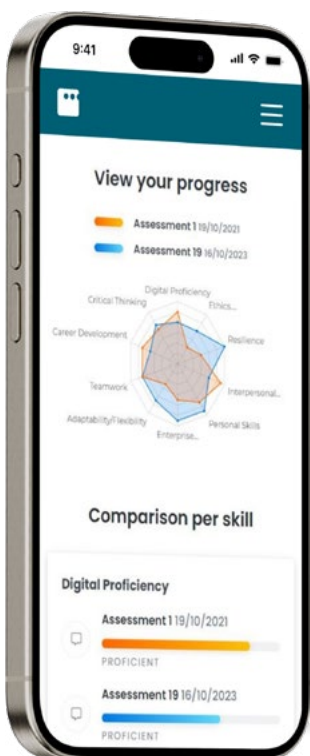 9:41
View your progress
Assessment 1 19/10/2021
Assessment 19 16/10/2023
Digital Proficiency
Critical Thinking
Ethics...
Career Development
Resilience
Teamwork
Interpersonal...
Adaptability/Flexibility
Personal Skills
Enterprise...
Comparison per skill
Digital Proficiency
Assessment 1 19/10/2021
PROFICIENT
Assessment 19 16/10/2023
PROFICIENT